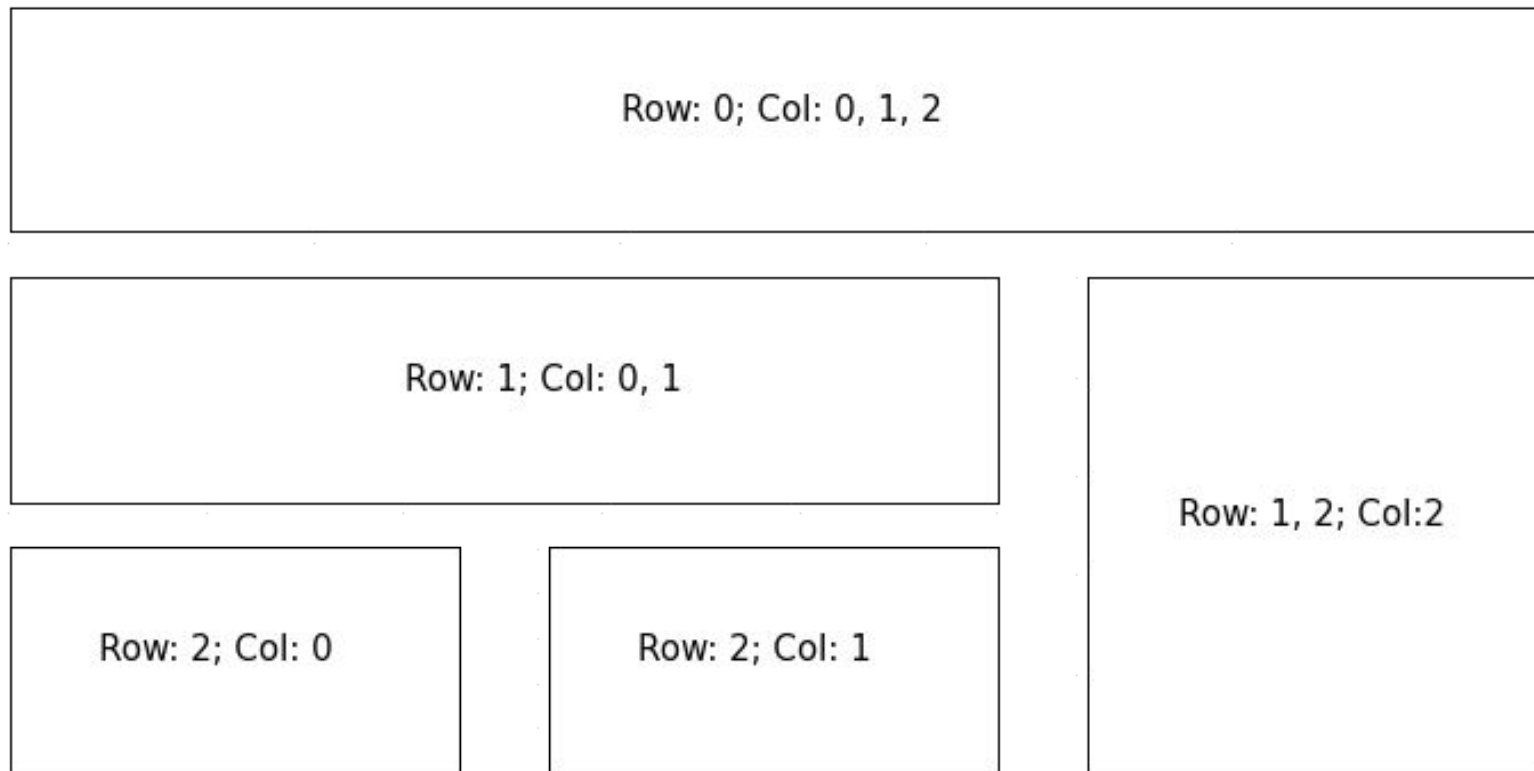 Row: 0; Col: 0, 1, 2
Row: 1; Col: 0, 1
Row: 1, 2; Col:2
Row: 2; Col: 0
Row: 2; Col: 1